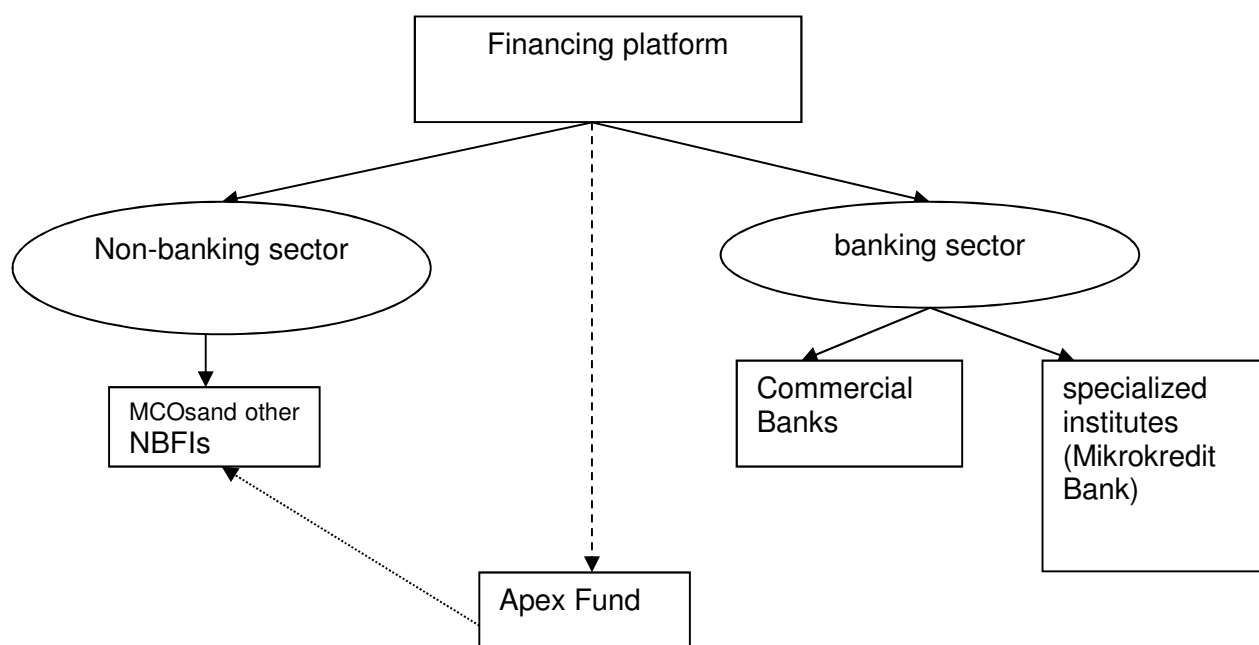 Financing platform
Non-banking sector
banking sector
MCOsand other
NBFIs
Commercial
Banks
specialized
institutes
(Mikrokredit
Bank)
Apex Fund